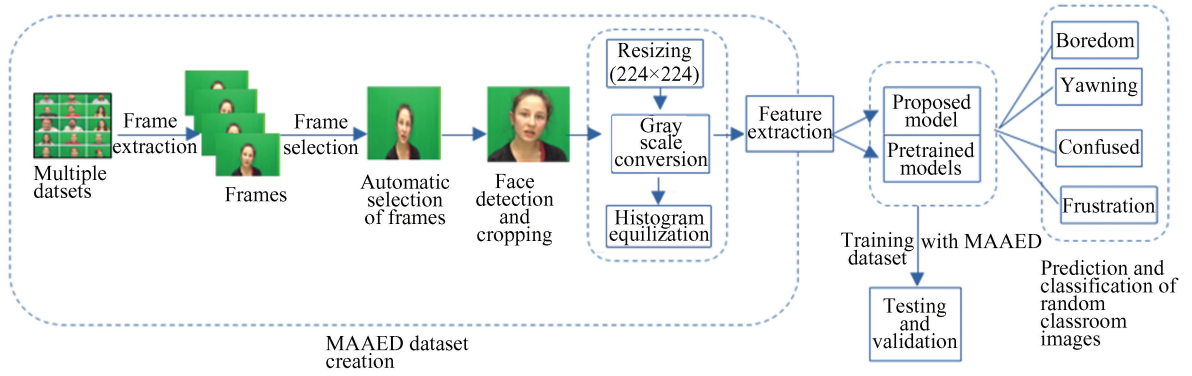 Frame
extraction
Multiple
datsets
Frames
Frame
selection
Automatic
selection
of frames
Face
detection
and
cropping
Resizing
(224×224)
Gray
scale
conversion
Histogram
equilization
MAAED dataset
creation
Feature
extraction
Proposed
model
Pretrained
models
Training with MAAED
dataset
Testing
and
validation
Boredom
Yawning
Confused
Frustration
Prediction and
classification of
random
classroom
images